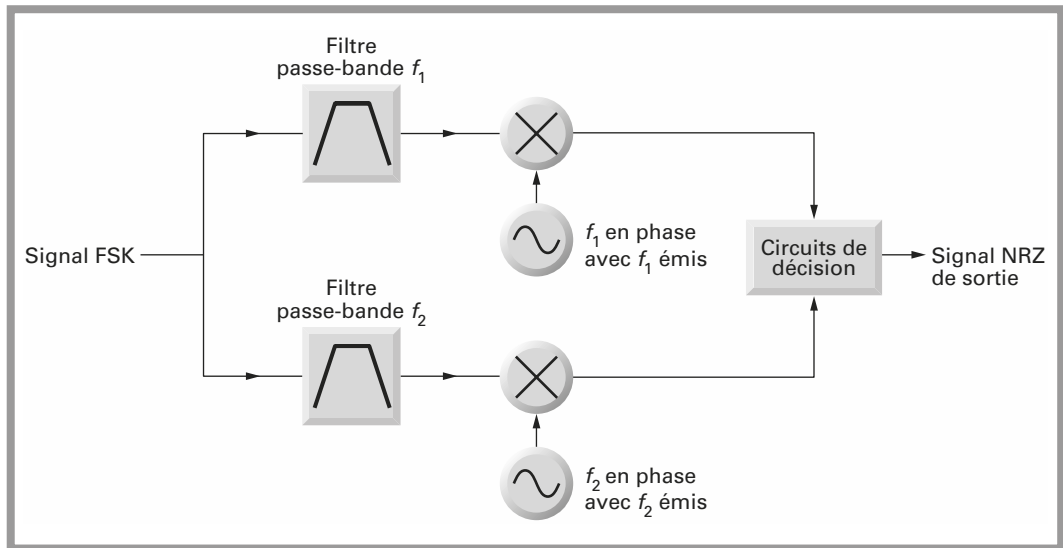 Filtre
passe-bande f1
f1 en phase
avec f1 émis
Signal FSK
Circuits de
décision
Signal NRZ
de sortie
Filtre
passe-bande f2
f2 en phase
avec f2 émis